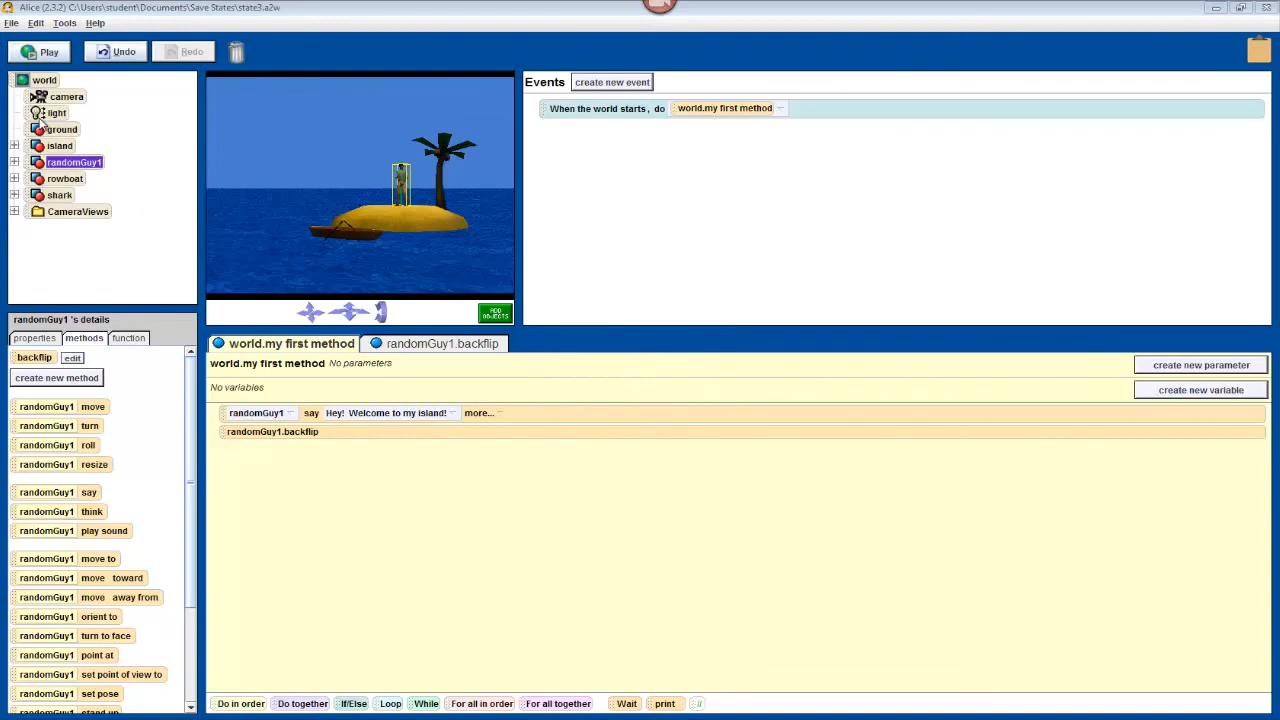 Alice (2.3.2) C:\Users\student\Documents\Save States\state3.a2w
File Edit Tools Help
Play Undo Redo
world
camera
light
ground
island
randomGuy1
rowboat
shark
CameraViews
ADD OBJECTS
Events create new event
When the world starts, do world.my first method
randomGuy1 's details
properties methods function
backflip edit
create new method
randomGuy1 move
randomGuy1 turn
randomGuy1 roll
randomGuy1 resize
randomGuy1 say
randomGuy1 think
randomGuy1 play sound
randomGuy1 move to
randomGuy1 move toward
randomGuy1 move away from
randomGuy1 orient to
randomGuy1 turn to face
randomGuy1 point at
randomGuy1 set point of view to
randomGuy1 set pose
randomGuy1 stand up
world.my first method randomGuy1.backflip
world.my first method No parameters create new parameter
No variables create new variable
randomGuy1 say Hey! Welcome to my island! more...
randomGuy1.backflip
Do in order Do together If/Else Loop While For all in order For all together Wait print //